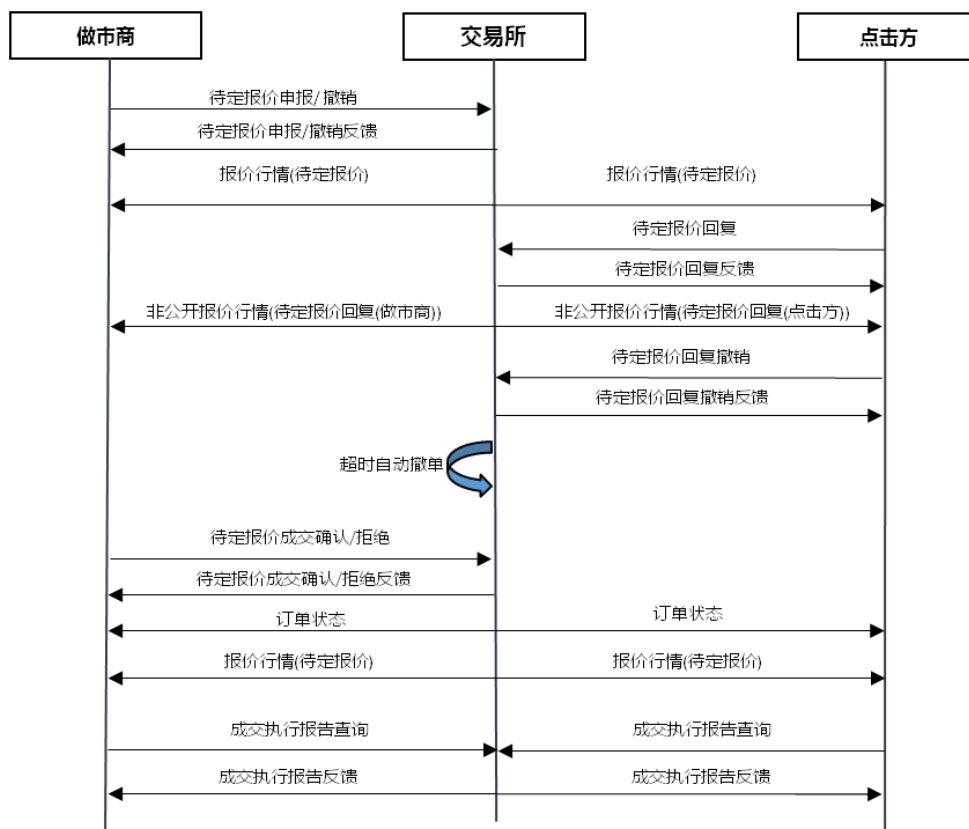 做市商
交易所
点击方
待定报价申报/ 撤销
待定报价申报/撤销反馈
报价行情(待定报价)
报价行情(待定报价)
待定报价回复
待定报价回复反馈
非公开报价行情(待定报价回复(做市商))
非公开报价行情(待定报价回复(点击方))
待定报价回复撤销
待定报价回复撤销反馈
超时自动撤单
待定报价成交确认/拒绝
待定报价成交确认/拒绝反馈
订单状态
订单状态
报价行情(待定报价)
报价行情(待定报价)
成交执行报告查询
成交执行报告查询
成交执行报告反馈
成交执行报告反馈